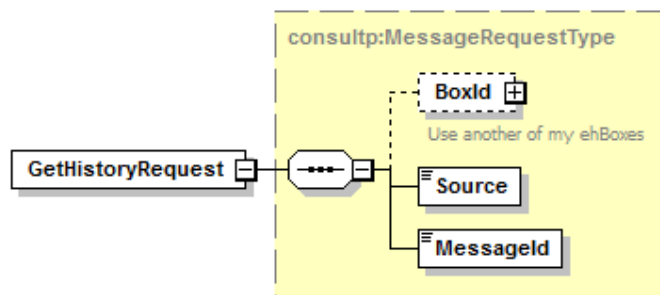 consultp:MessageRequestType
BoxId
Use another of my ehBoxes
GetHistoryRequest
Source
MessageId